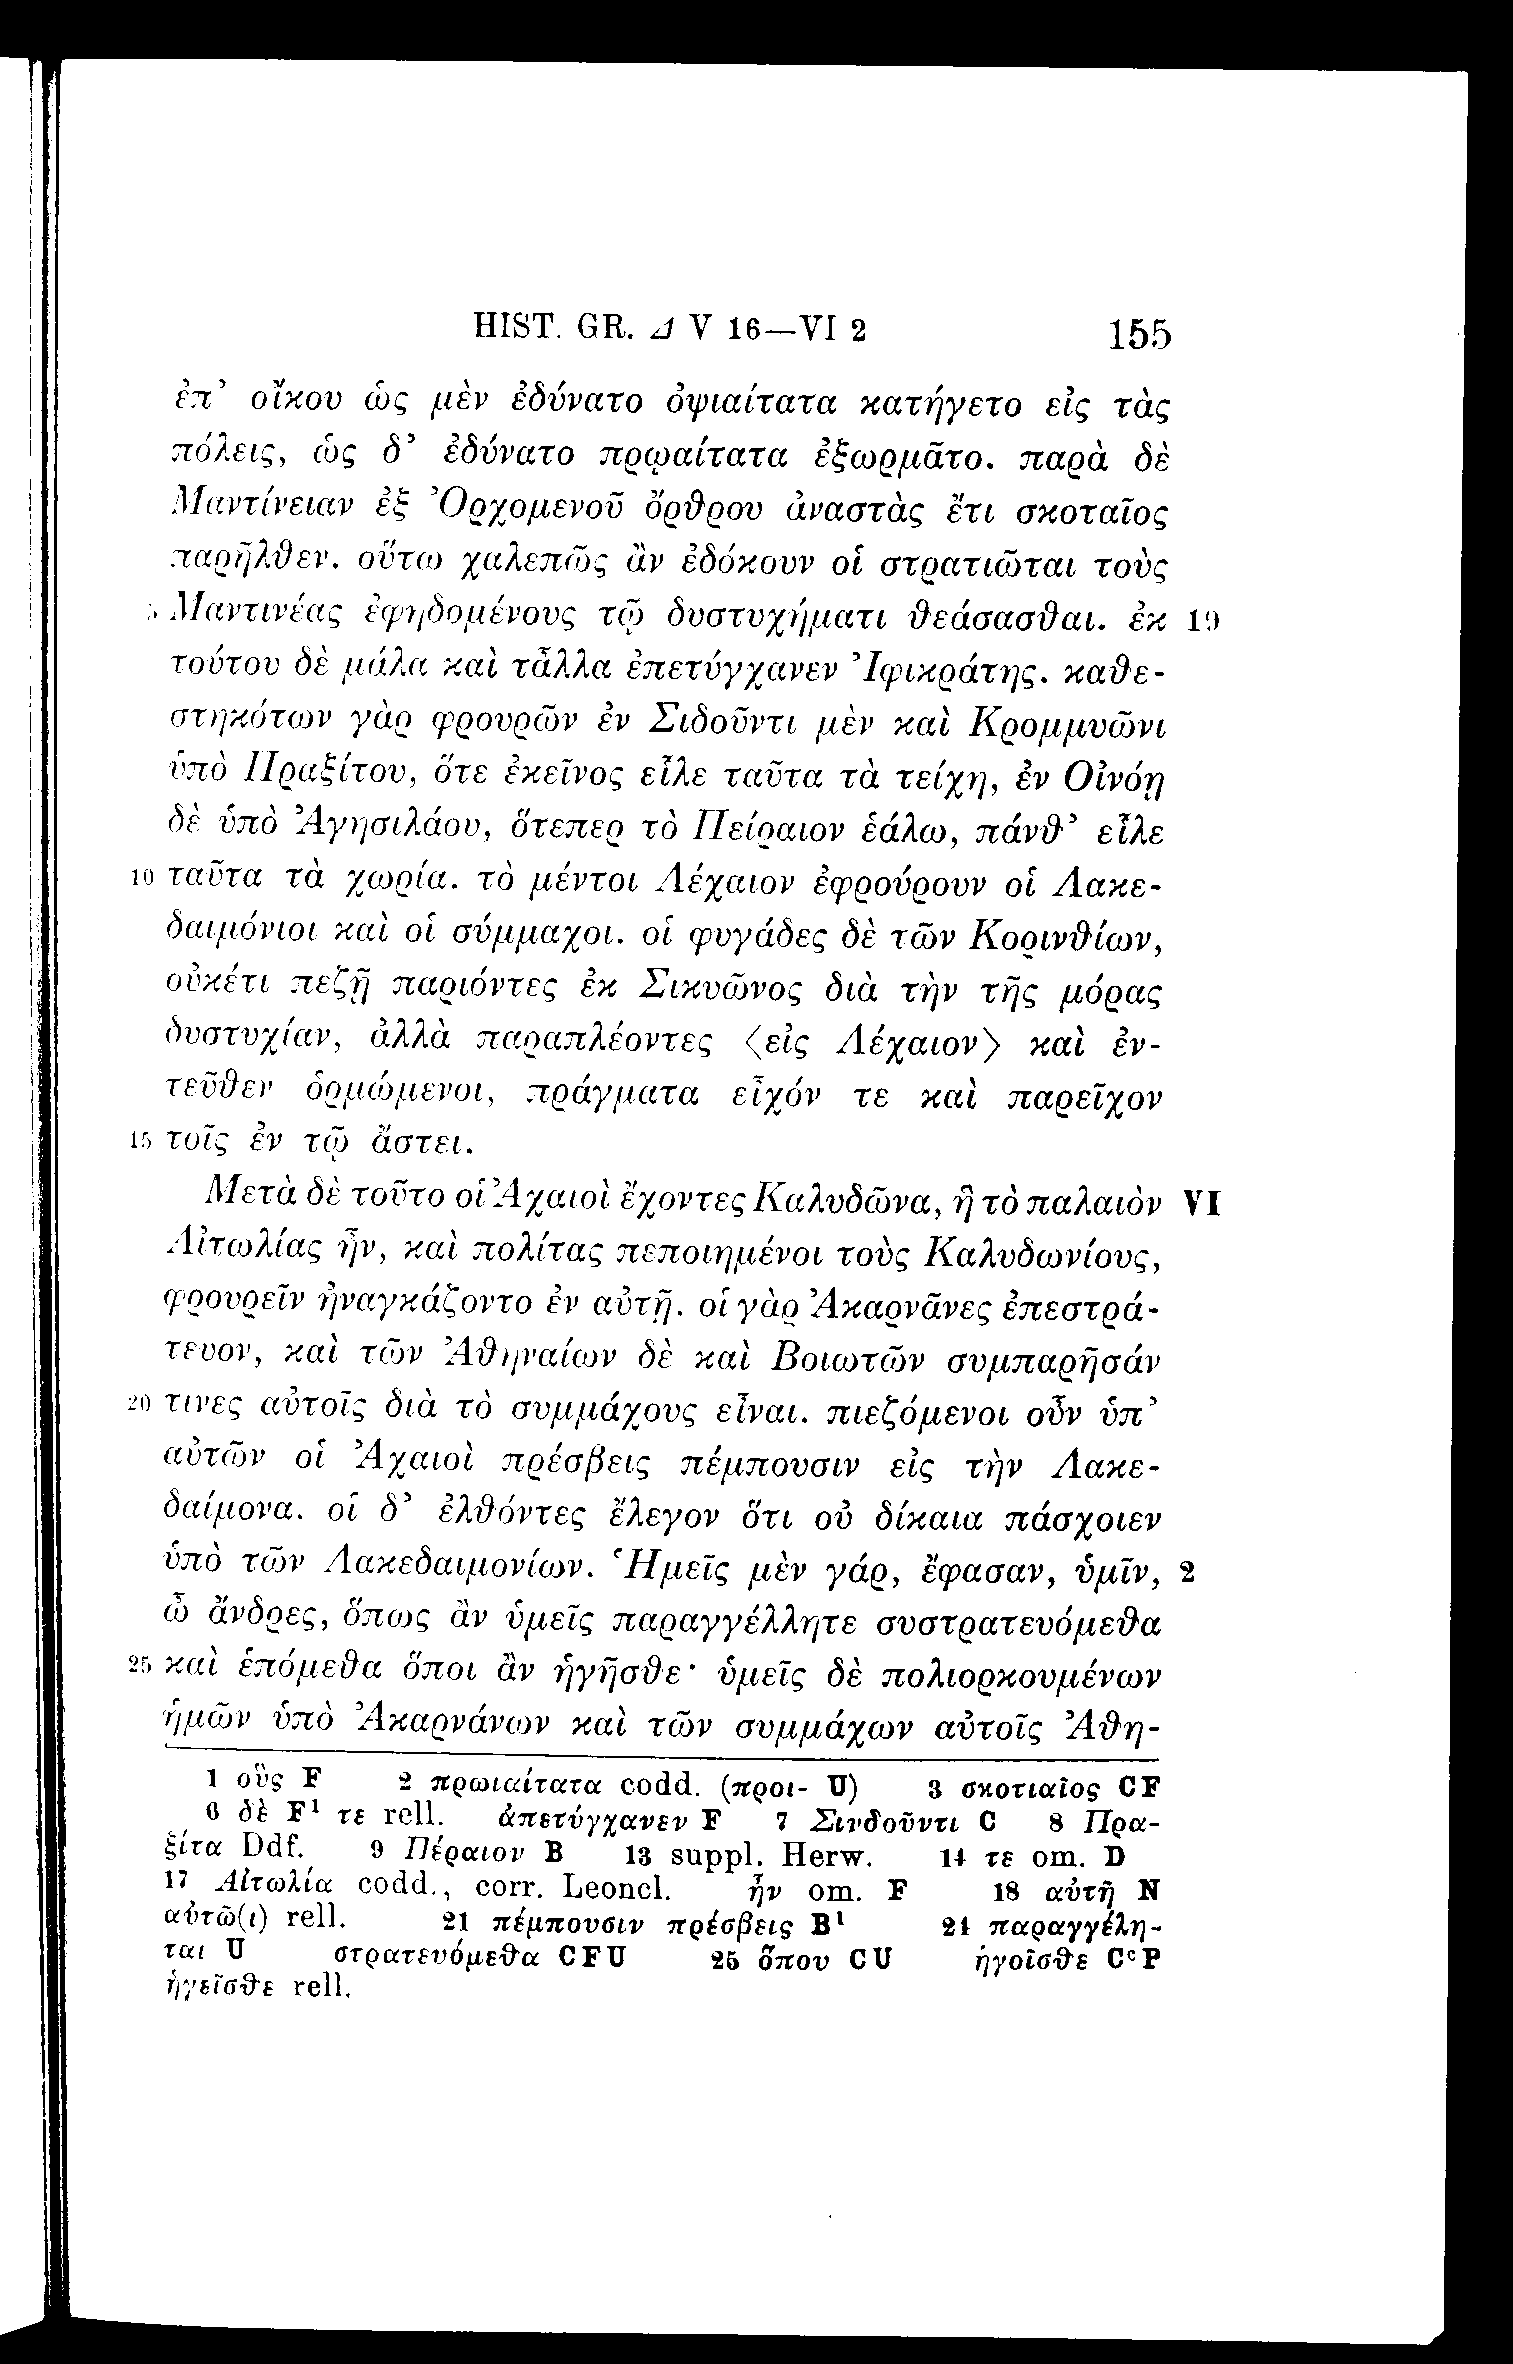 HIST. GR. Δ V 16—VI 2 155
ἐπ’ οἴκου ὡς μὲν ἐδύνατο ὀψιαίτατα κατήγετο εἰς τὰς
πόλεις, ὡς δ’ ἐδύνατο πρῳαίτατα ἐξωρμᾶτο. παρὰ δὲ
Μαντίνειαν ἐξ Ὀρχομενοῦ ὄρθρου ἀναστὰς ἔτι σκοταῖος
παρῆλθεν. οὕτω χαλεπῶς ἂν ἐδόκουν οἱ στρατιῶται τοὺς
5 Μαντινέας ἐφηδομένους τῷ δυστυχήματι θεάσασθαι. ἐκ 19
τούτου δὲ μάλα καὶ τἆλλα ἐπετύγχανεν Ἰφικράτης. καθε-
στηκότων γὰρ φρουρῶν ἐν Σιδοῦντι μὲν καὶ Κρομμυῶνι
ὑπὸ Πραξίτου, ὅτε ἐκεῖνος εἷλε ταῦτα τὰ τείχη, ἐν Οἰνόῃ
δὲ ὑπὸ Ἀγησιλάου, ὅτεπερ τὸ Πείραιον ἑάλω, πάνθ’ εἷλε
10 ταῦτα τὰ χωρία. τὸ μέντοι Λέχαιον ἐφρούρουν οἱ Λακε-
δαιμόνιοι καὶ οἱ σύμμαχοι. οἱ φυγάδες δὲ τῶν Κορινθίων,
οὐκέτι πεζῇ παριόντες ἐκ Σικυῶνος διὰ τὴν τῆς μόρας
δυστυχίαν, ἀλλὰ παραπλέοντες ⟨εἰς Λέχαιον⟩ καὶ ἐν-
τεῦθεν ὁρμώμενοι, πράγματα εἶχόν τε καὶ παρεῖχον
15 τοῖς ἐν τῷ ἄστει.
Μετὰ δὲ τοῦτο οἱ Ἀχαιοὶ ἔχοντες Καλυδῶνα, ἣ τὸ παλαιὸν VI
Αἰτωλίας ἦν, καὶ πολίτας πεποιημένοι τοὺς Καλυδωνίους,
φρουρεῖν ἠναγκάζοντο ἐν αὐτῇ. οἱ γὰρ Ἀκαρνᾶνες ἐπεστρά-
τευον, καὶ τῶν Ἀθηναίων δὲ καὶ Βοιωτῶν συμπαρῆσάν
20 τινες αὐτοῖς διὰ τὸ συμμάχους εἶναι. πιεζόμενοι οὖν ὑπ’
αὐτῶν οἱ Ἀχαιοὶ πρέσβεις πέμπουσιν εἰς τὴν Λακε-
δαίμονα. οἱ δ’ ἐλθόντες ἔλεγον ὅτι οὐ δίκαια πάσχοιεν
ὑπὸ τῶν Λακεδαιμονίων. Ἡμεῖς μὲν γάρ, ἔφασαν, ὑμῖν, 2
ὦ ἄνδρες, ὅπως ἂν ὑμεῖς παραγγέλλητε συστρατευόμεθα
25 καὶ ἑπόμεθα ὅποι ἂν ἡγῆσθε· ὑμεῖς δὲ πολιορκουμένων
ἡμῶν ὑπὸ Ἀκαρνάνων καὶ τῶν συμμάχων αὐτοῖς Ἀθη-
1 οὓς F 2 πρωιαίτατα codd. (προι- U) 3 σκοτιαῖος CF
6 δὲ F¹ τε rell. ἀπετύγχανεν F 7 Σινδοῦντι C 8 Πρα-
ξίτα Ddf. 9 Πέραιον B 13 suppl. Herw. 14 τε om. D
17 Αἰτωλία codd., corr. Leoncl. ἦν om. F 18 αὐτῇ N
αὐτῶ(ι) rell. 21 πέμπουσιν πρέσβεις B¹ 24 παραγγέλη-
ται U στρατευόμεθα CFU 25 ὅπου CU ἡγοῖσθε CᶜP
ἡγεῖσθε rell.